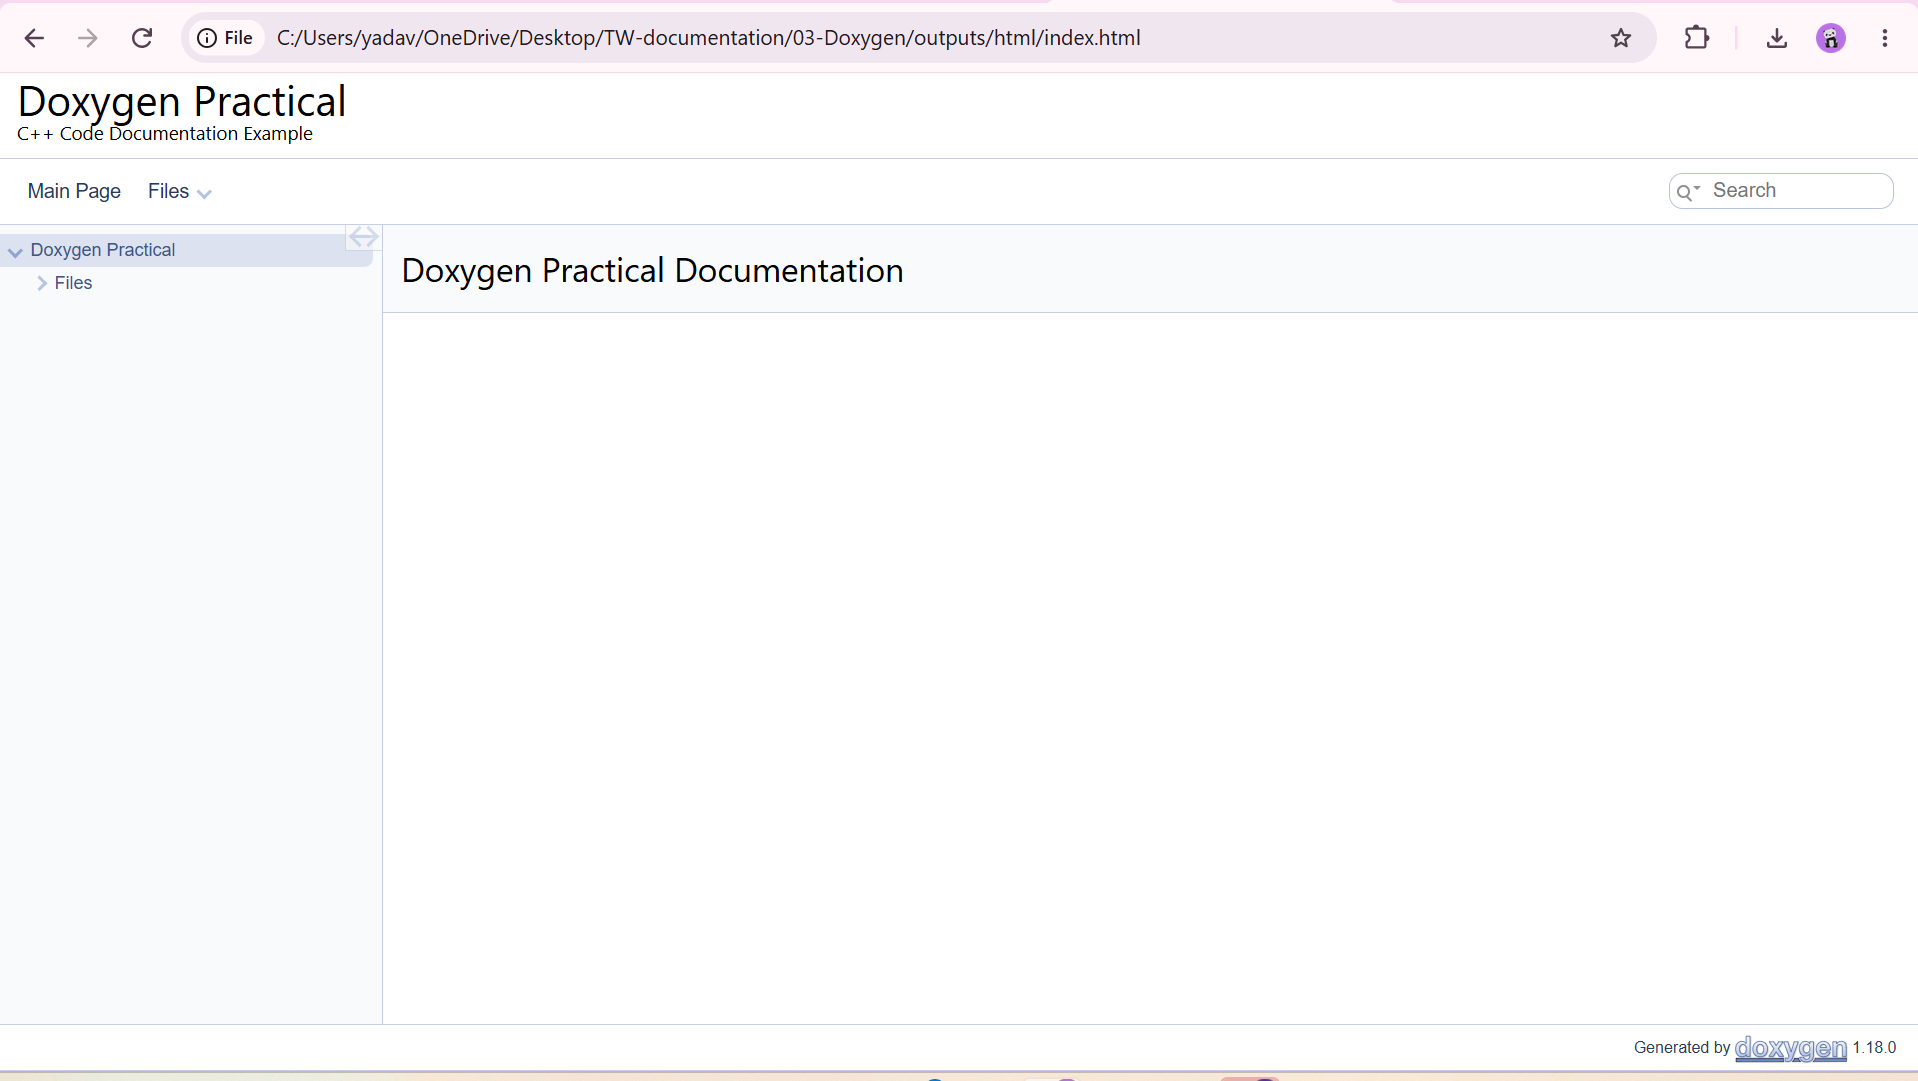 File C:/Users/yadav/OneDrive/Desktop/TW-documentation/03-Doxygen/outputs/html/index.html
Doxygen Practical
C++ Code Documentation Example
Main Page Files Search
Doxygen Practical
Files
Doxygen Practical Documentation
Generated by doxygen 1.18.0